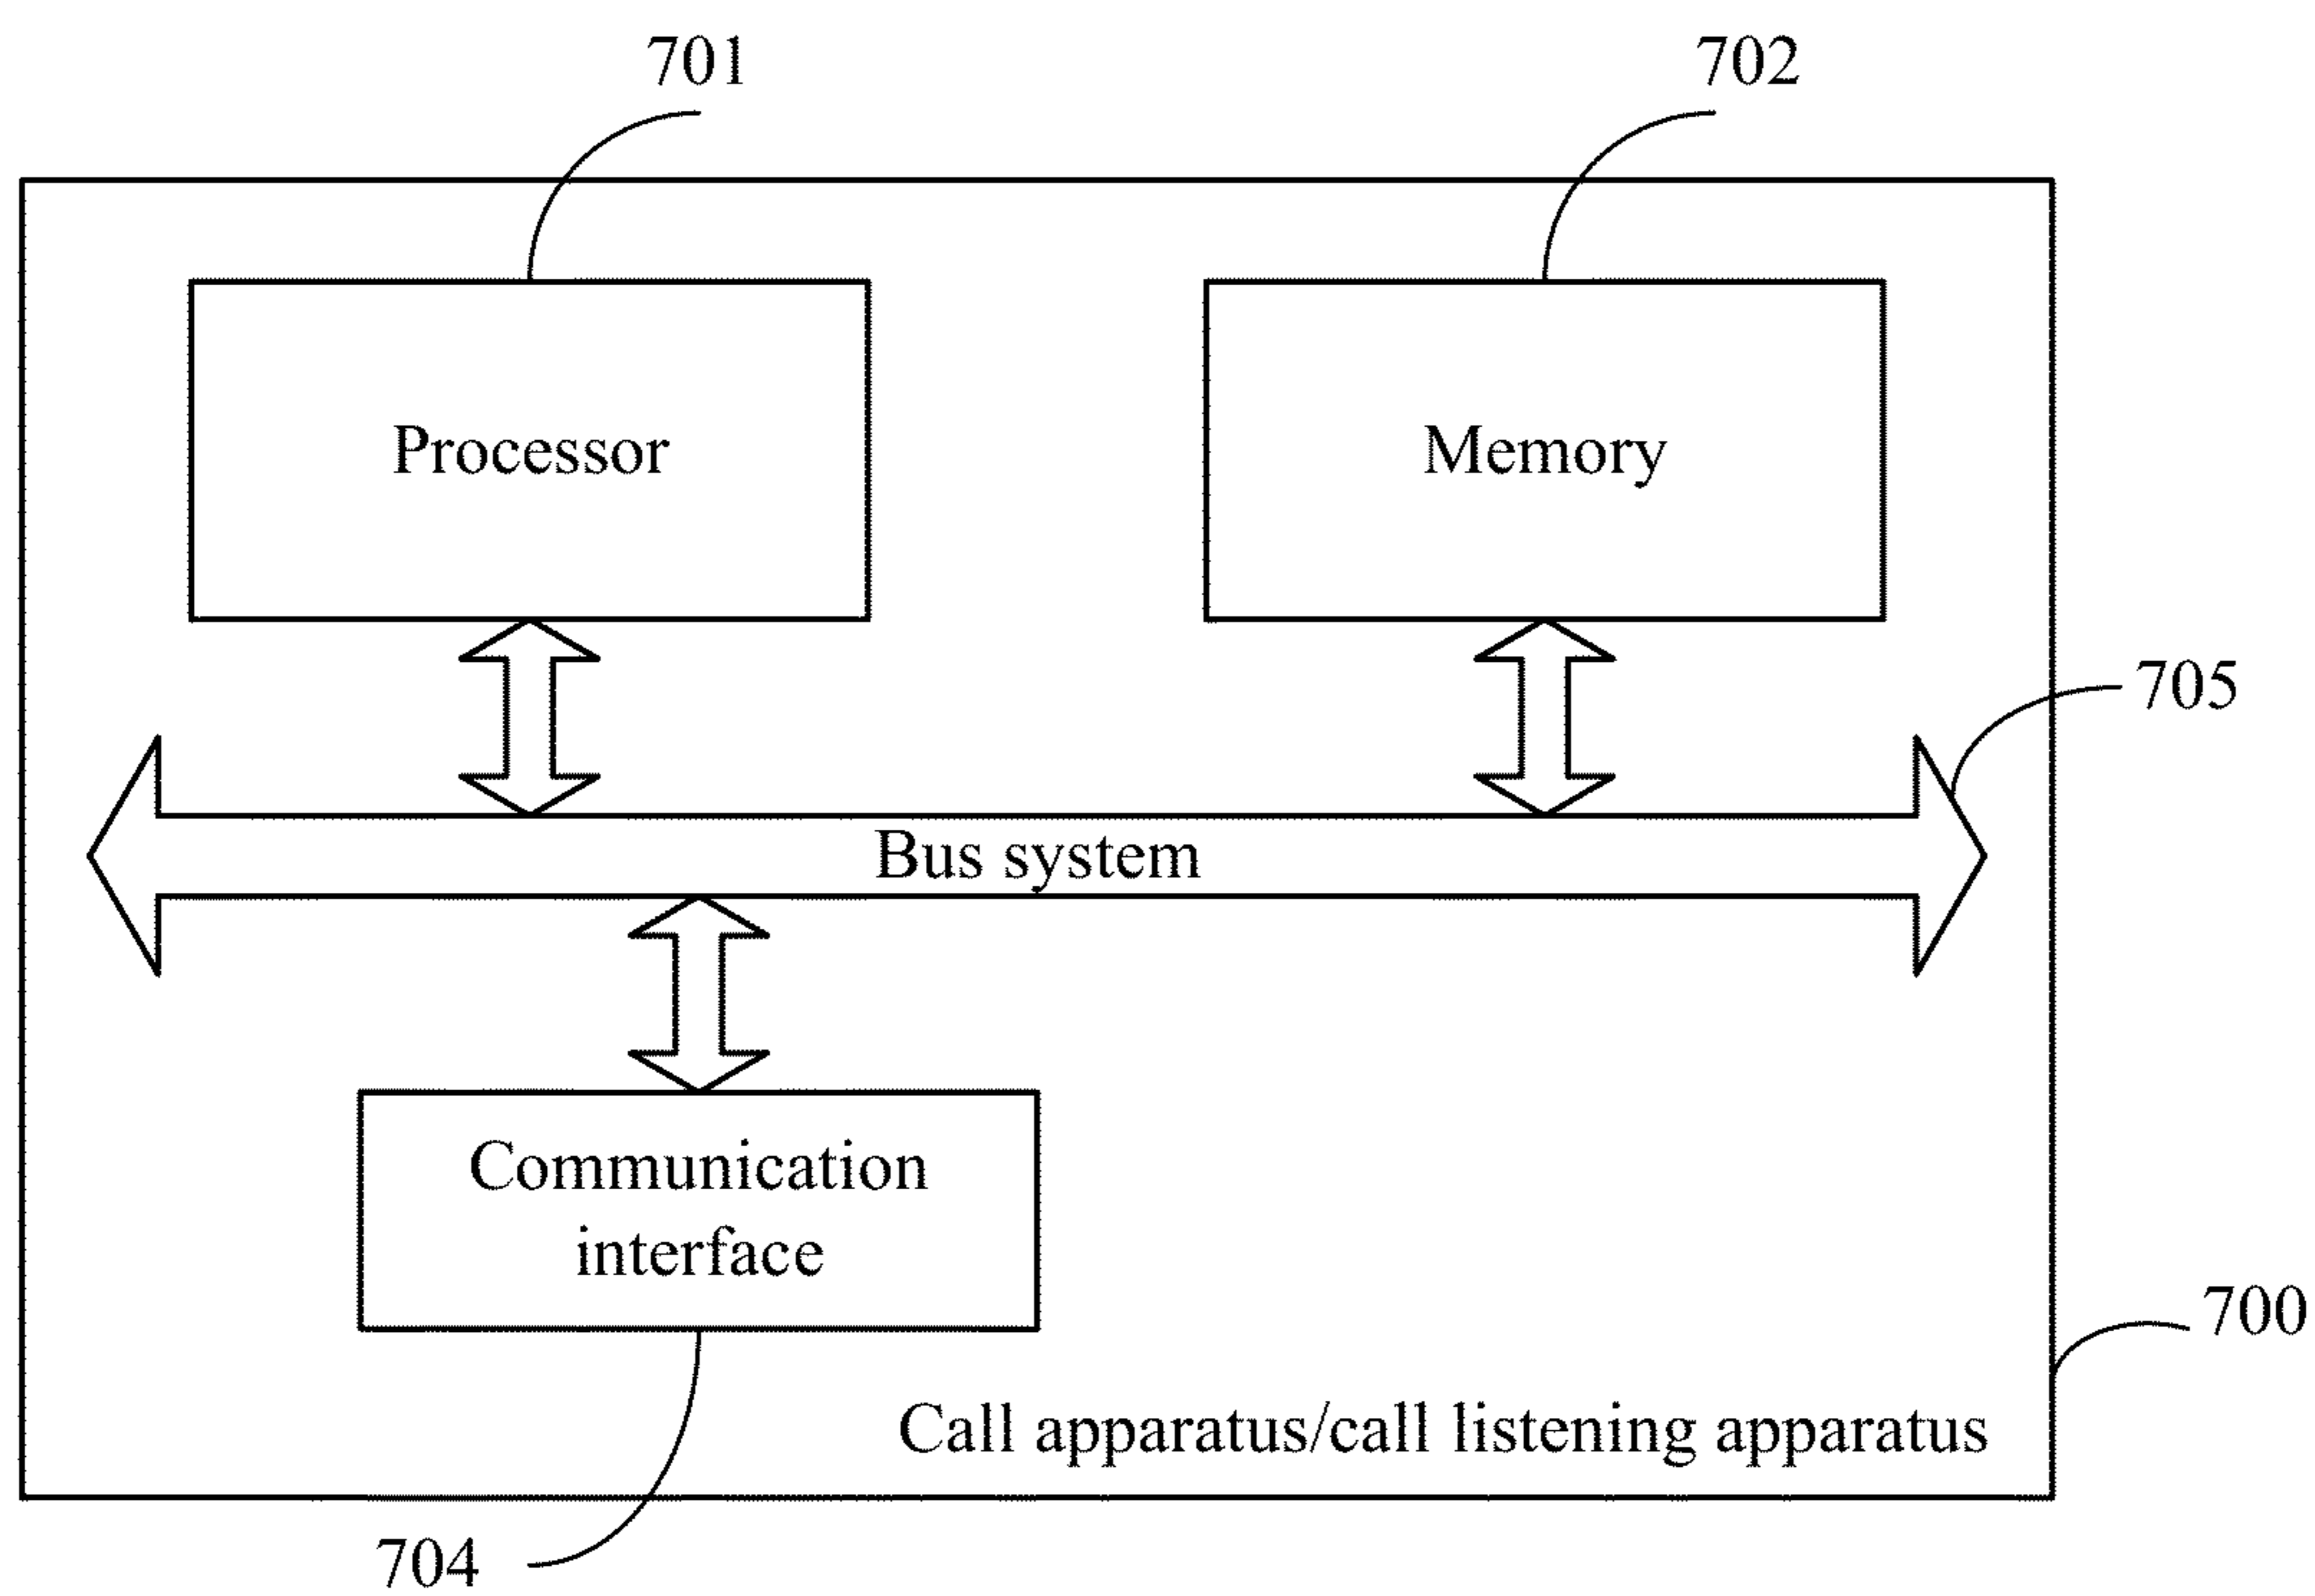 701
702
Processor
Memory
705
Bus system
Communication
interface
700
Call apparatus/call listening apparatus
704